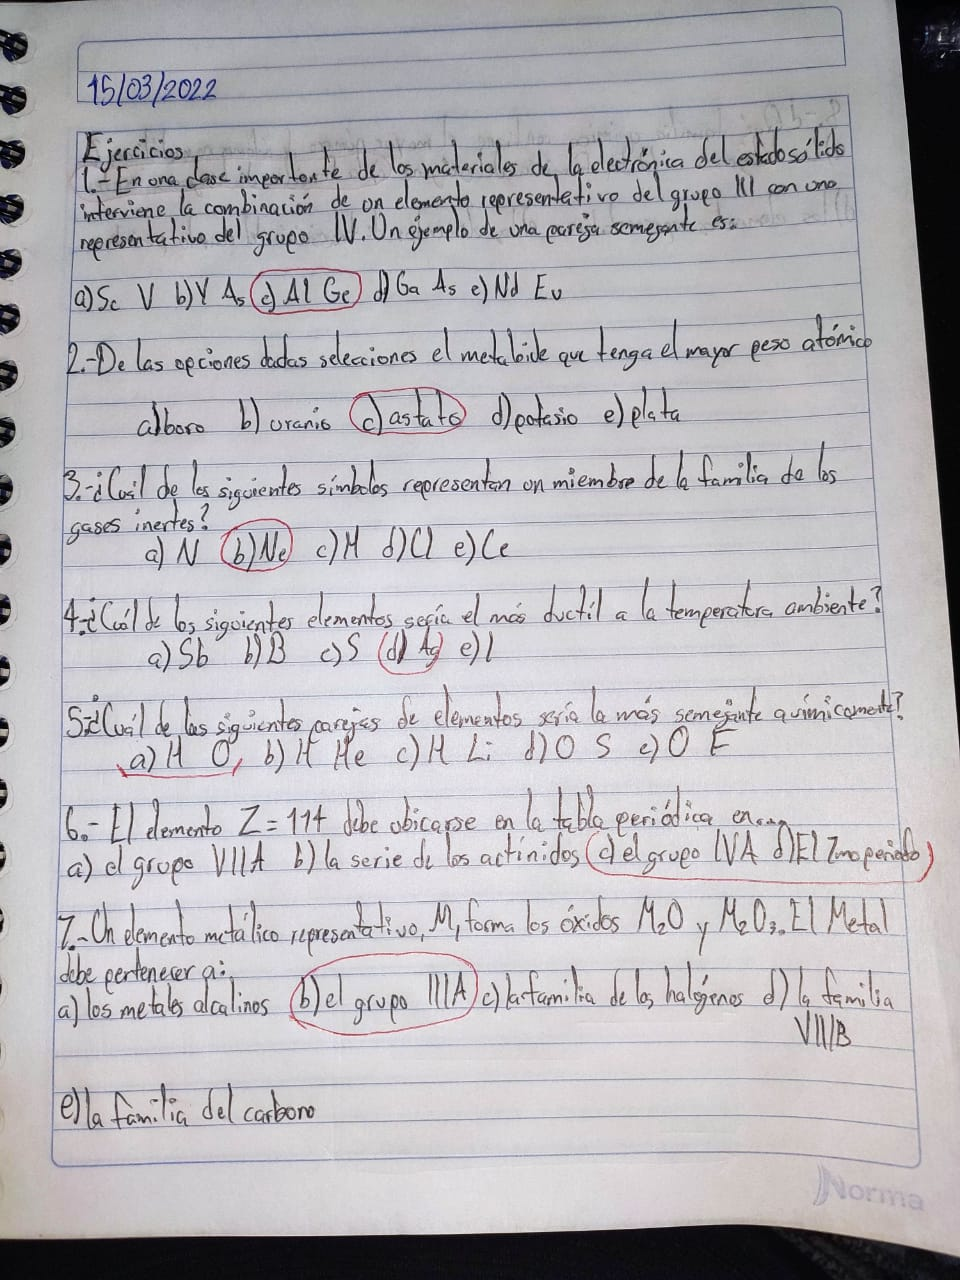 15/03/2022
Ejercicios
1.-En una clase importante de los materiales de la electrónica del estado sólido
interviene la combinación de un elemento representativo del grupo III con uno
representativo del grupo IV. Un ejemplo de una pareja semejante es:
a) Sc V b) Y As c) Al Ge d) Ga As e) Nd Eu
2.-De las opciones dadas selecciones el metaloide que tenga el mayor peso atómico
a) boro b) uranio c) astato d) potasio e) plata
3.-¿Cuál de los siguientes símbolos representan un miembro de la familia de los
gases inertes?
a) N b) Ne c) H d) Cl e) Ce
4.-¿Cuál de los siguientes elementos sería el más ductil a la temperatura ambiente?
a) Sb b) B c) S d) Ag e) I
5.-¿Cuál de las siguientes parejas de elementos sería la más semejante químicamente?
a) H O b) H He c) H Li d) O S e) O F
6.-El elemento Z=114 debe ubicarse en la tabla periódica en...
a) el grupo VIIA b) la serie de los actínidos c) el grupo IVA d) El 7mo periodo
7.-Un elemento metálico representativo, M, forma los óxidos M₂O y M₂O₃. El Metal
debe pertenecer a:
a) los metales alcalinos b) el grupo IIIA c) la familia de los halógenos d) la familia
VIIIB
e) la familia del carbono
Norma